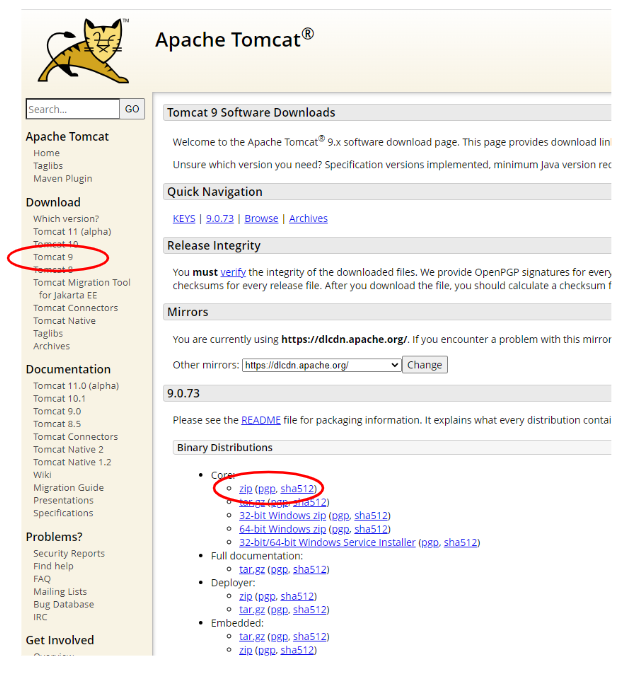 Apache Tomcat®
Search... GO
Apache Tomcat
Home
Taglibs
Maven Plugin
Download
Which version?
Tomcat 11 (alpha)
Tomcat 10
Tomcat 9
Tomcat 8
Tomcat Migration Tool
for Jakarta EE
Tomcat Connectors
Tomcat Native
Taglibs
Archives
Documentation
Tomcat 11.0 (alpha)
Tomcat 10.1
Tomcat 9.0
Tomcat 8.5
Tomcat Connectors
Tomcat Native 2
Tomcat Native 1.2
Wiki
Migration Guide
Presentations
Specifications
Problems?
Security Reports
Find help
FAQ
Mailing Lists
Bug Database
IRC
Get Involved
Overview
Tomcat 9 Software Downloads
Welcome to the Apache Tomcat® 9.x software download page. This page provides download lin
Unsure which version you need? Specification versions implemented, minimum Java version rec
Quick Navigation
KEYS | 9.0.73 | Browse | Archives
Release Integrity
You must verify the integrity of the downloaded files. We provide OpenPGP signatures for every
checksums for every release file. After you download the file, you should calculate a checksum f
Mirrors
You are currently using https://dlcdn.apache.org/. If you encounter a problem with this mirror
Other mirrors: https://dlcdn.apache.org/ Change
9.0.73
Please see the README file for packaging information. It explains what every distribution contai
Binary Distributions
• Core:
zip (pgp, sha512)
tar.gz (pgp, sha512)
32-bit Windows zip (pgp, sha512)
64-bit Windows zip (pgp, sha512)
32-bit/64-bit Windows Service Installer (pgp, sha512)
• Full documentation:
tar.gz (pgp, sha512)
• Deployer:
zip (pgp, sha512)
tar.gz (pgp, sha512)
• Embedded:
tar.gz (pgp, sha512)
zip (pgp, sha512)